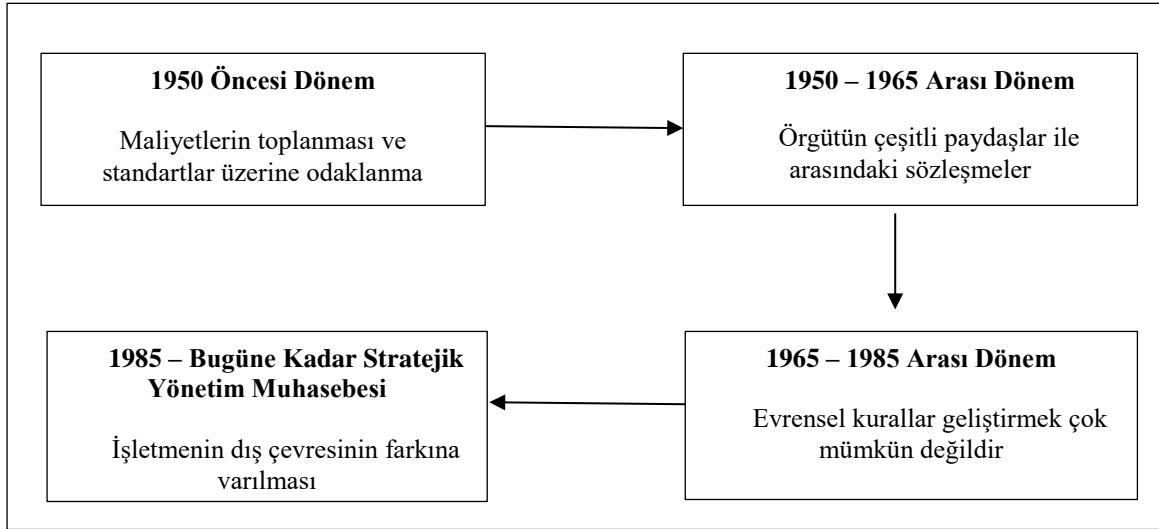 1950 Öncesi Dönem
Maliyetlerin toplanması ve
standartlar üzerine odaklanma
1950 – 1965 Arası Dönem
Örgütün çeşitli paydaşlar ile
arasındaki sözleşmeler
1965 – 1985 Arası Dönem
Evrensel kurallar geliştirmek çok
mümkün değildir
1985 – Bugüne Kadar Stratejik
Yönetim Muhasebesi
İşletmenin dış çevresinin farkına
varılması